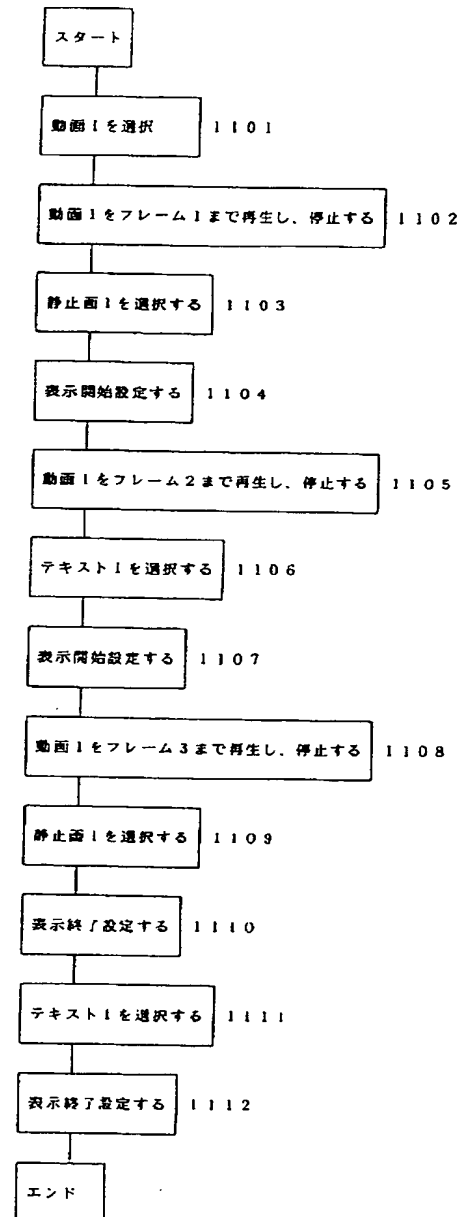 スタート
動画1を選択 1101
動画1をフレーム1まで再生し、停止する 1102
静止画1を選択する 1103
表示開始設定する 1104
動画1をフレーム2まで再生し、停止する 1105
テキスト1を選択する 1106
表示開始設定する 1107
動画1をフレーム3まで再生し、停止する 1108
静止画1を選択する 1109
表示終了設定する 1110
テキスト1を選択する 1111
表示終了設定する 1112
エンド